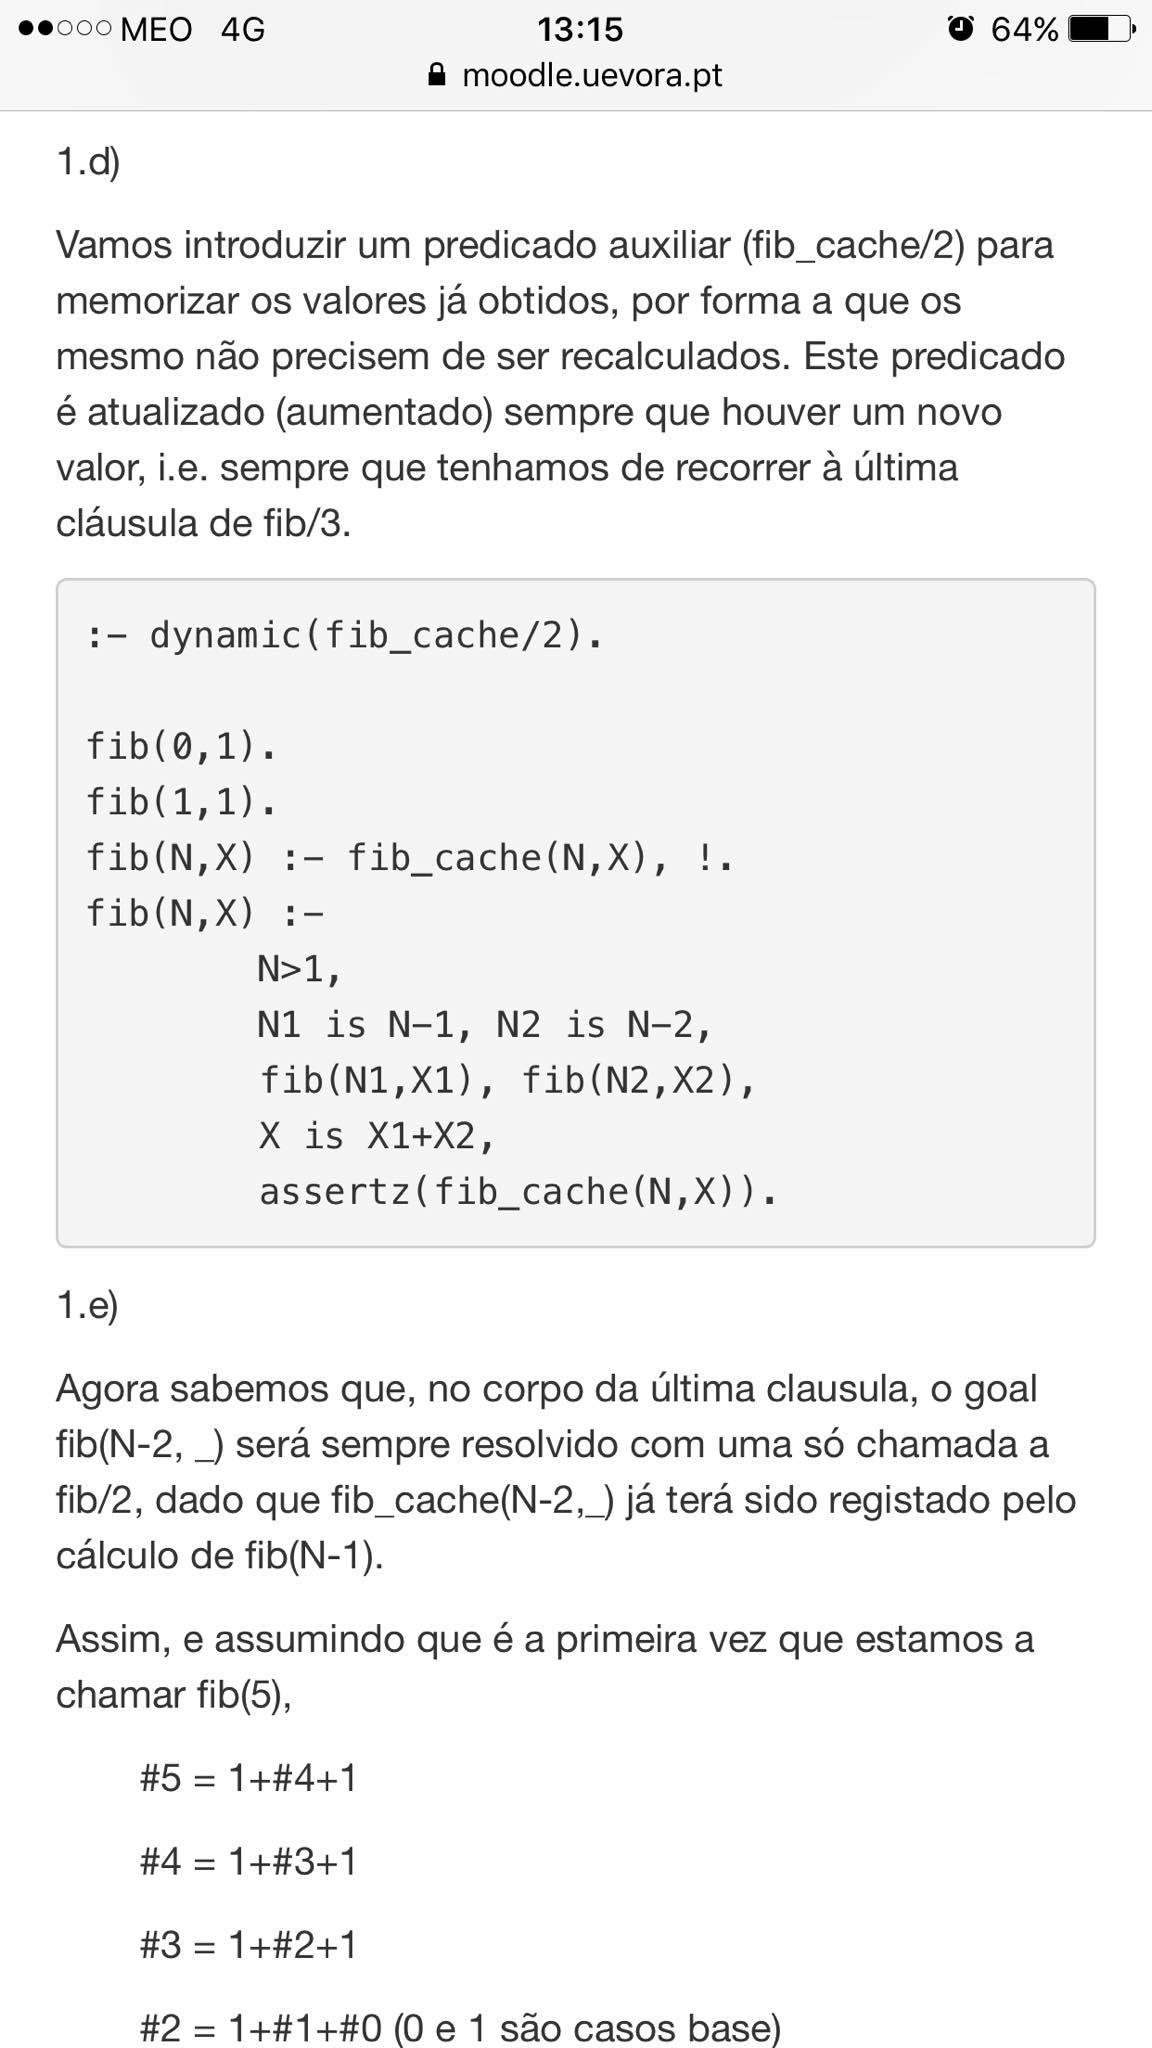 MEO 4G 13:15 64%
moodle.uevora.pt
1.d)
Vamos introduzir um predicado auxiliar (fib_cache/2) para
memorizar os valores já obtidos, por forma a que os
mesmo não precisem de ser recalculados. Este predicado
é atualizado (aumentado) sempre que houver um novo
valor, i.e. sempre que tenhamos de recorrer à última
cláusula de fib/3.
:- dynamic(fib_cache/2).
fib(0,1).
fib(1,1).
fib(N,X) :- fib_cache(N,X), !.
fib(N,X) :-
N>1,
N1 is N-1, N2 is N-2,
fib(N1,X1), fib(N2,X2),
X is X1+X2,
assertz(fib_cache(N,X)).
1.e)
Agora sabemos que, no corpo da última clausula, o goal
fib(N-2, _) será sempre resolvido com uma só chamada a
fib/2, dado que fib_cache(N-2,_) já terá sido registado pelo
cálculo de fib(N-1).
Assim, e assumindo que é a primeira vez que estamos a
chamar fib(5),
#5 = 1+#4+1
#4 = 1+#3+1
#3 = 1+#2+1
#2 = 1+#1+#0 (0 e 1 são casos base)